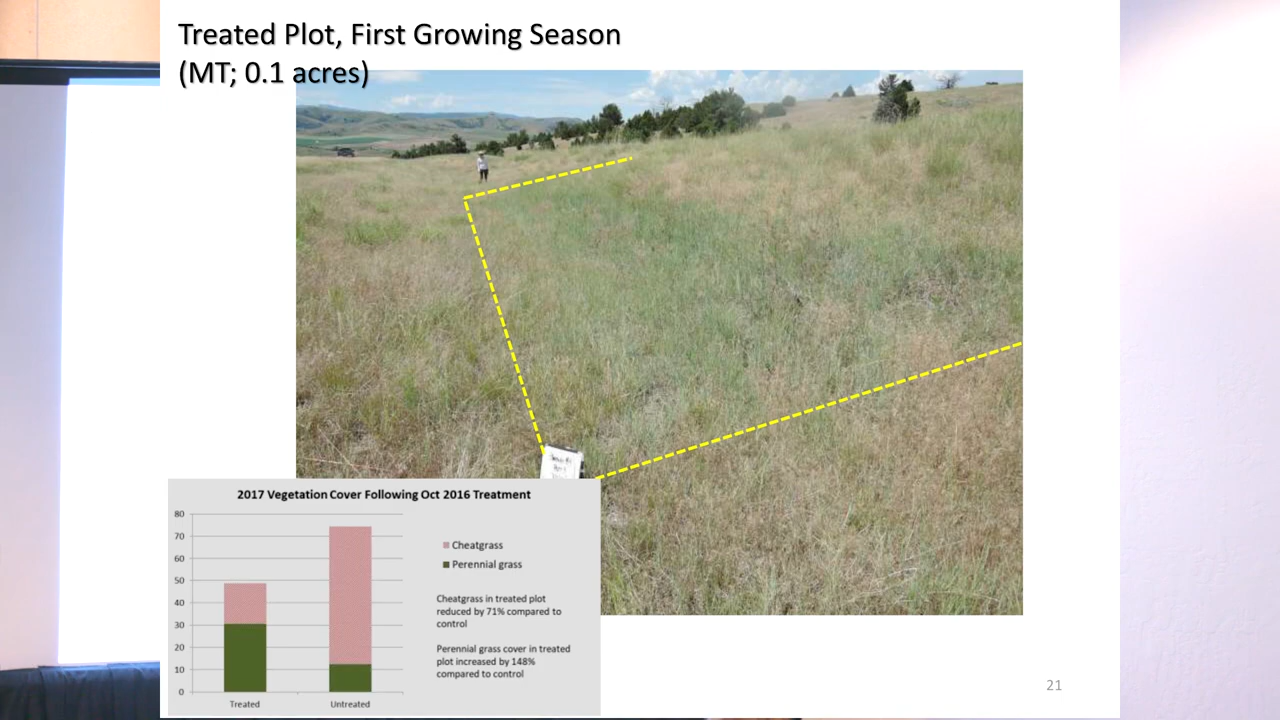 Treated Plot, First Growing Season
(MT; 0.1 acres)
2017 Vegetation Cover Following Oct 2016 Treatment
80
70
60
50
40
30
20
10
0
Treated
Untreated
Cheatgrass
Perennial grass
Cheatgrass in treated plot
reduced by 71% compared to
control
Perennial grass cover in treated
plot increased by 148%
compared to control
21